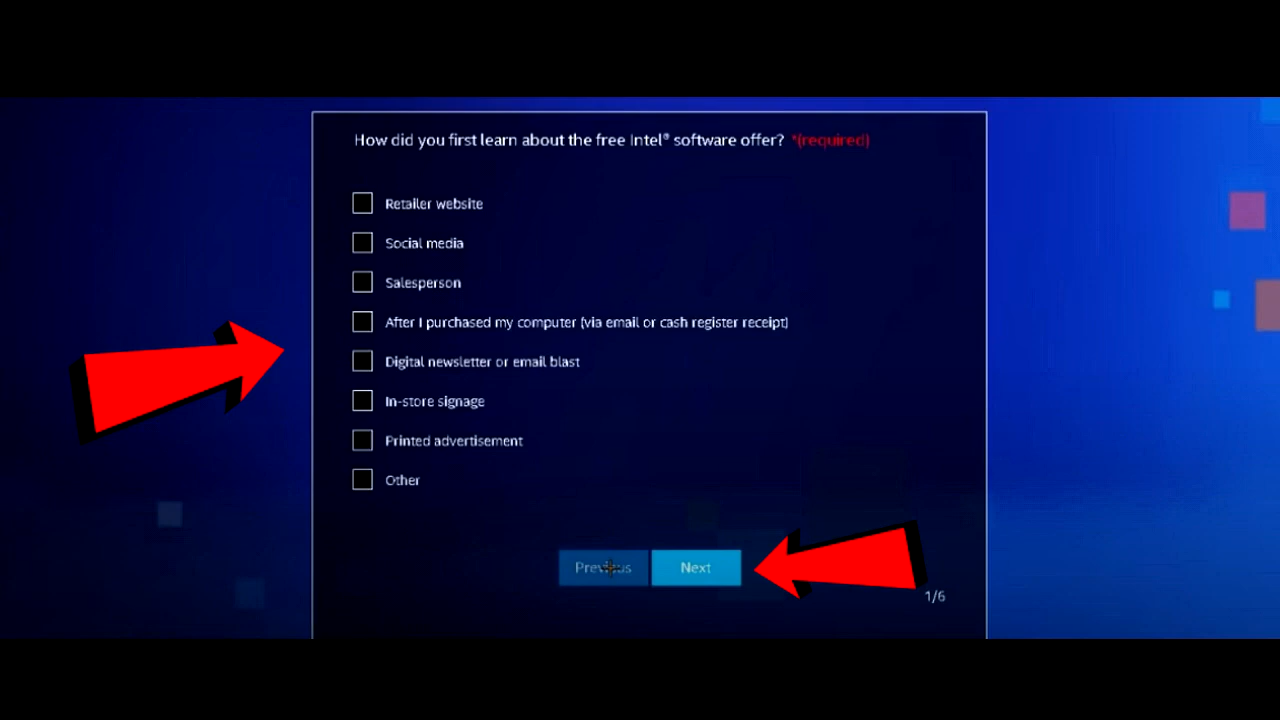 How did you first learn about the free Intel® software offer? *(required)
Retailer website
Social media
Salesperson
After I purchased my computer (via email or cash register receipt)
Digital newsletter or email blast
In-store signage
Printed advertisement
Other
Previous Next
1/6